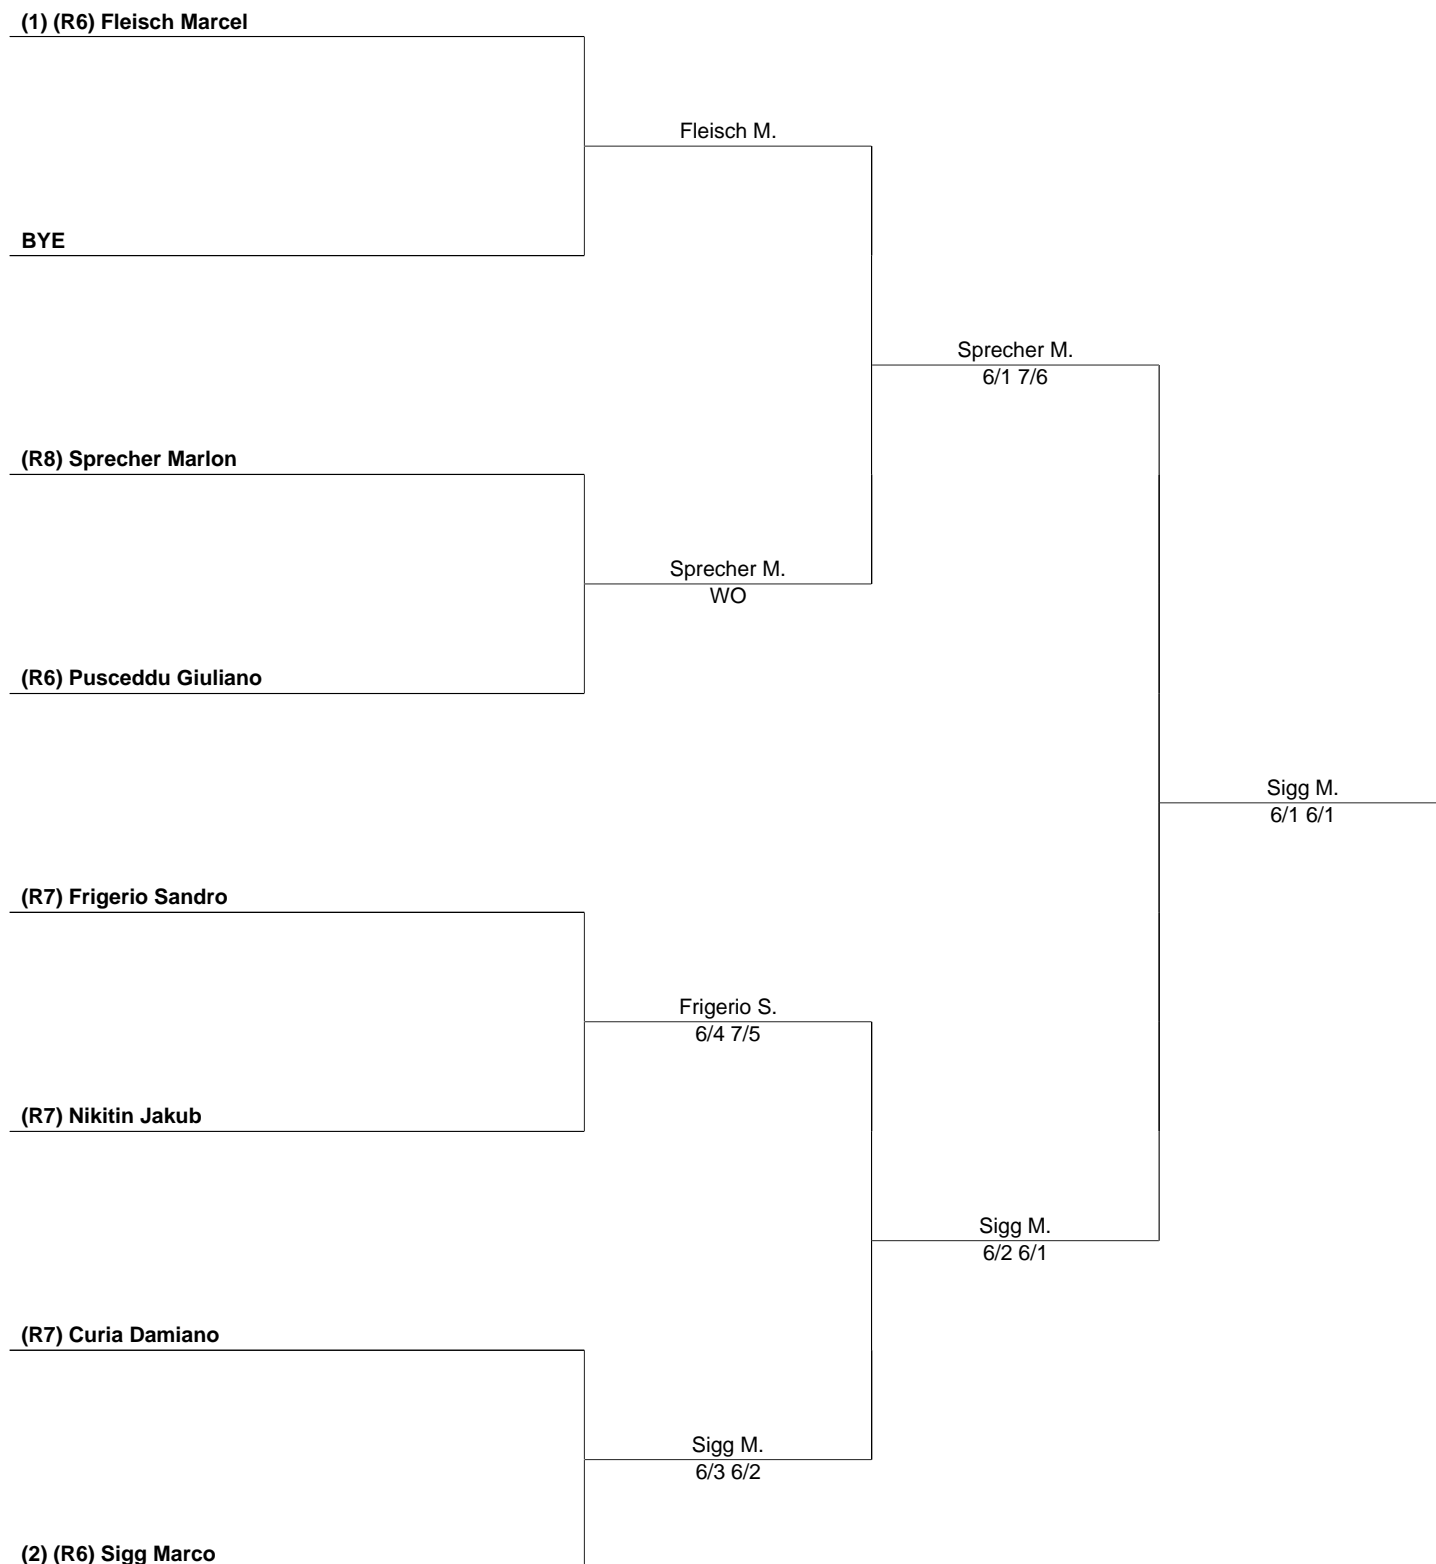 (1) (R6) Fleisch Marcel
Fleisch M.
BYE
Sprecher M.
6/1 7/6
(R8) Sprecher Marlon
Sprecher M.
WO
(R6) Pusceddu Giuliano
Sigg M.
6/1 6/1
(R7) Frigerio Sandro
Frigerio S.
6/4 7/5
(R7) Nikitin Jakub
Sigg M.
6/2 6/1
(R7) Curia Damiano
Sigg M.
6/3 6/2
(2) (R6) Sigg Marco